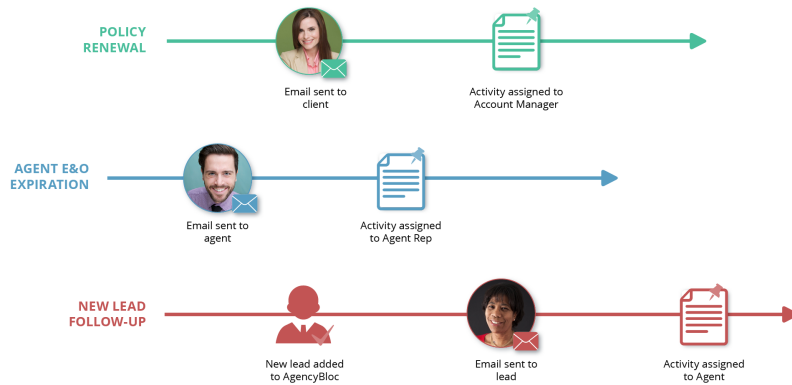 POLICY
RENEWAL
Email sent to
client
Activity assigned to
Account Manager
AGENT E&O
EXPIRATION
Email sent to
agent
Activity assigned
to Agent Rep
NEW LEAD
FOLLOW-UP
New lead added
to AgencyBloc
Email sent to
lead
Activity assigned
to Agent